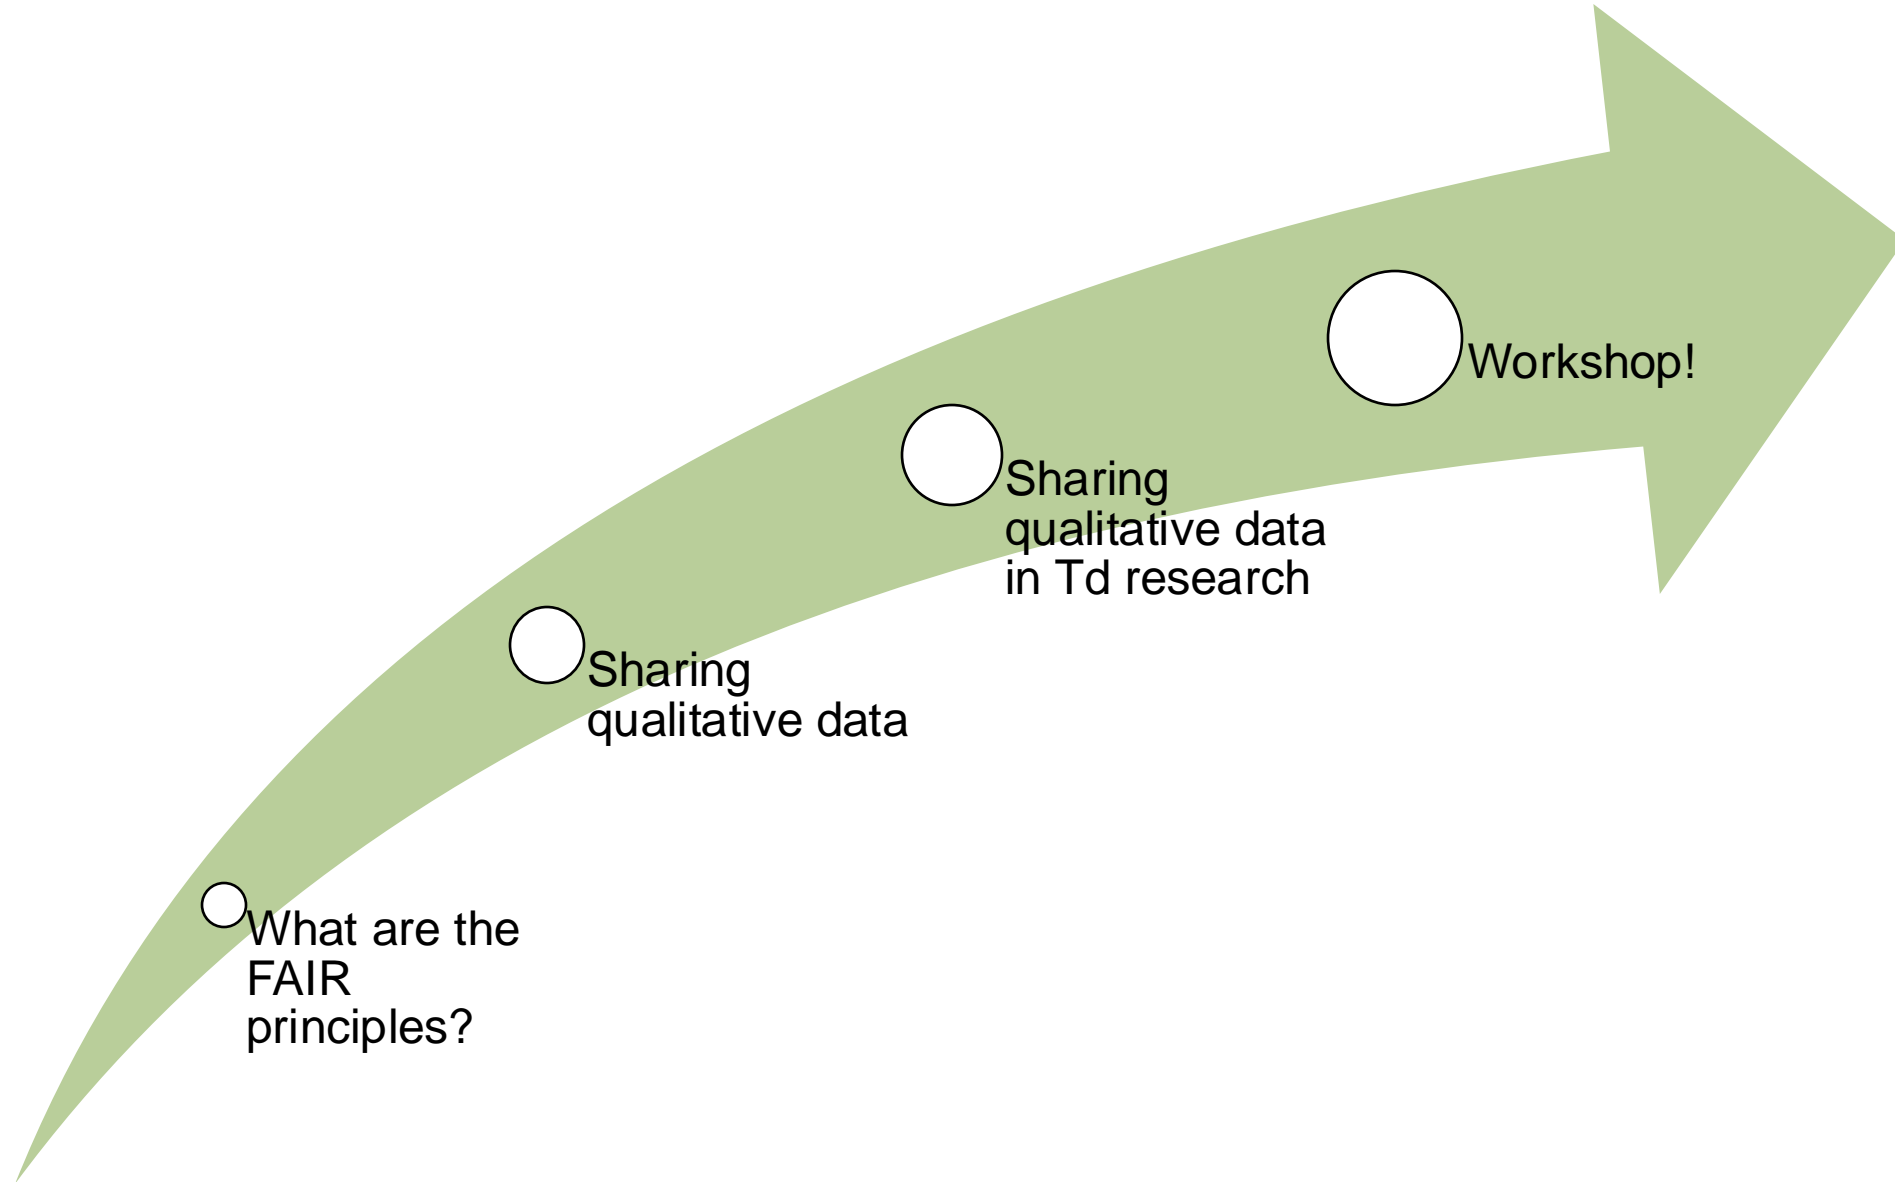 What are the
FAIR
principles?
Sharing
qualitative data
Sharing
qualitative data
in Td research
Workshop!